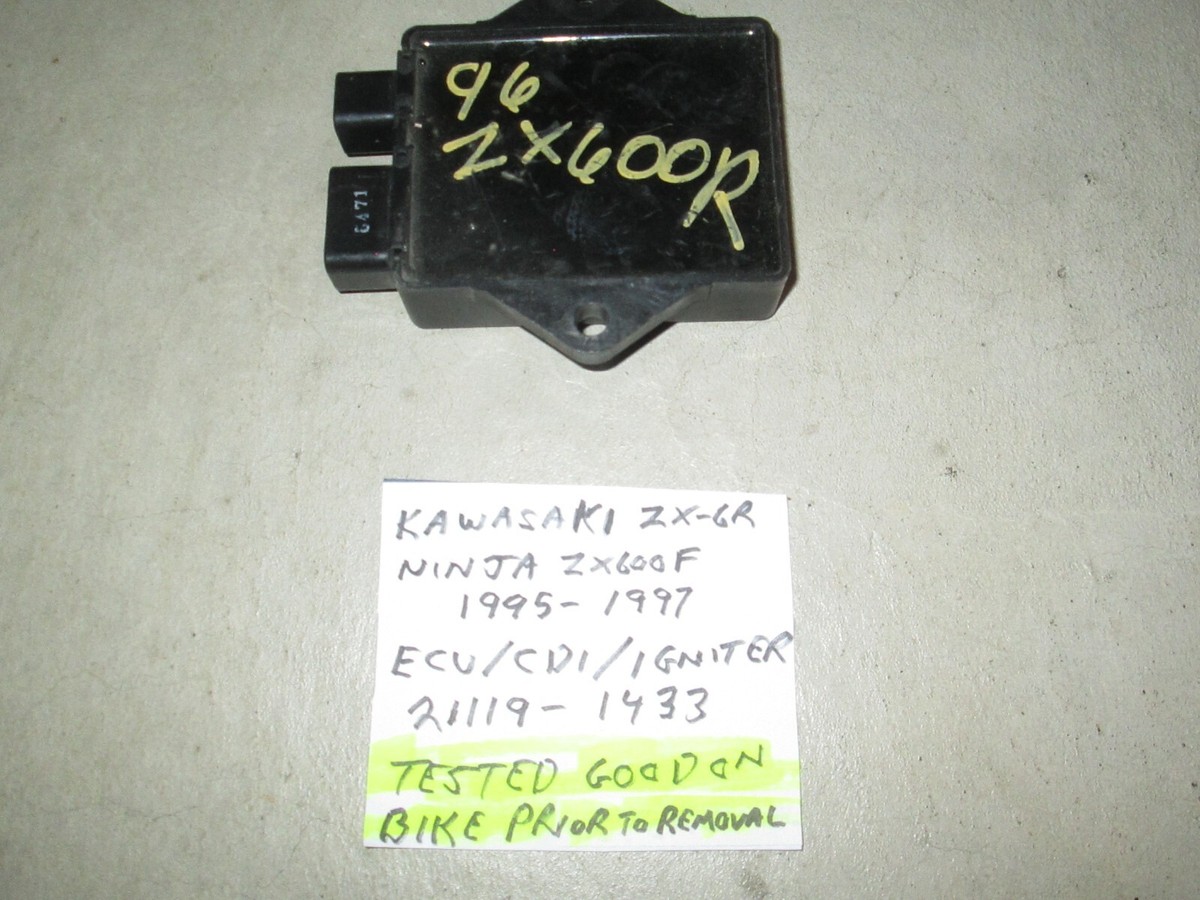 96
ZX600R
6471
KAWASAKI ZX-6R
NINJA ZX600F
1995-1997
ECU/CDI/IGNITER
21119-1433
TESTED GOOD ON
BIKE PRIOR TO REMOVAL